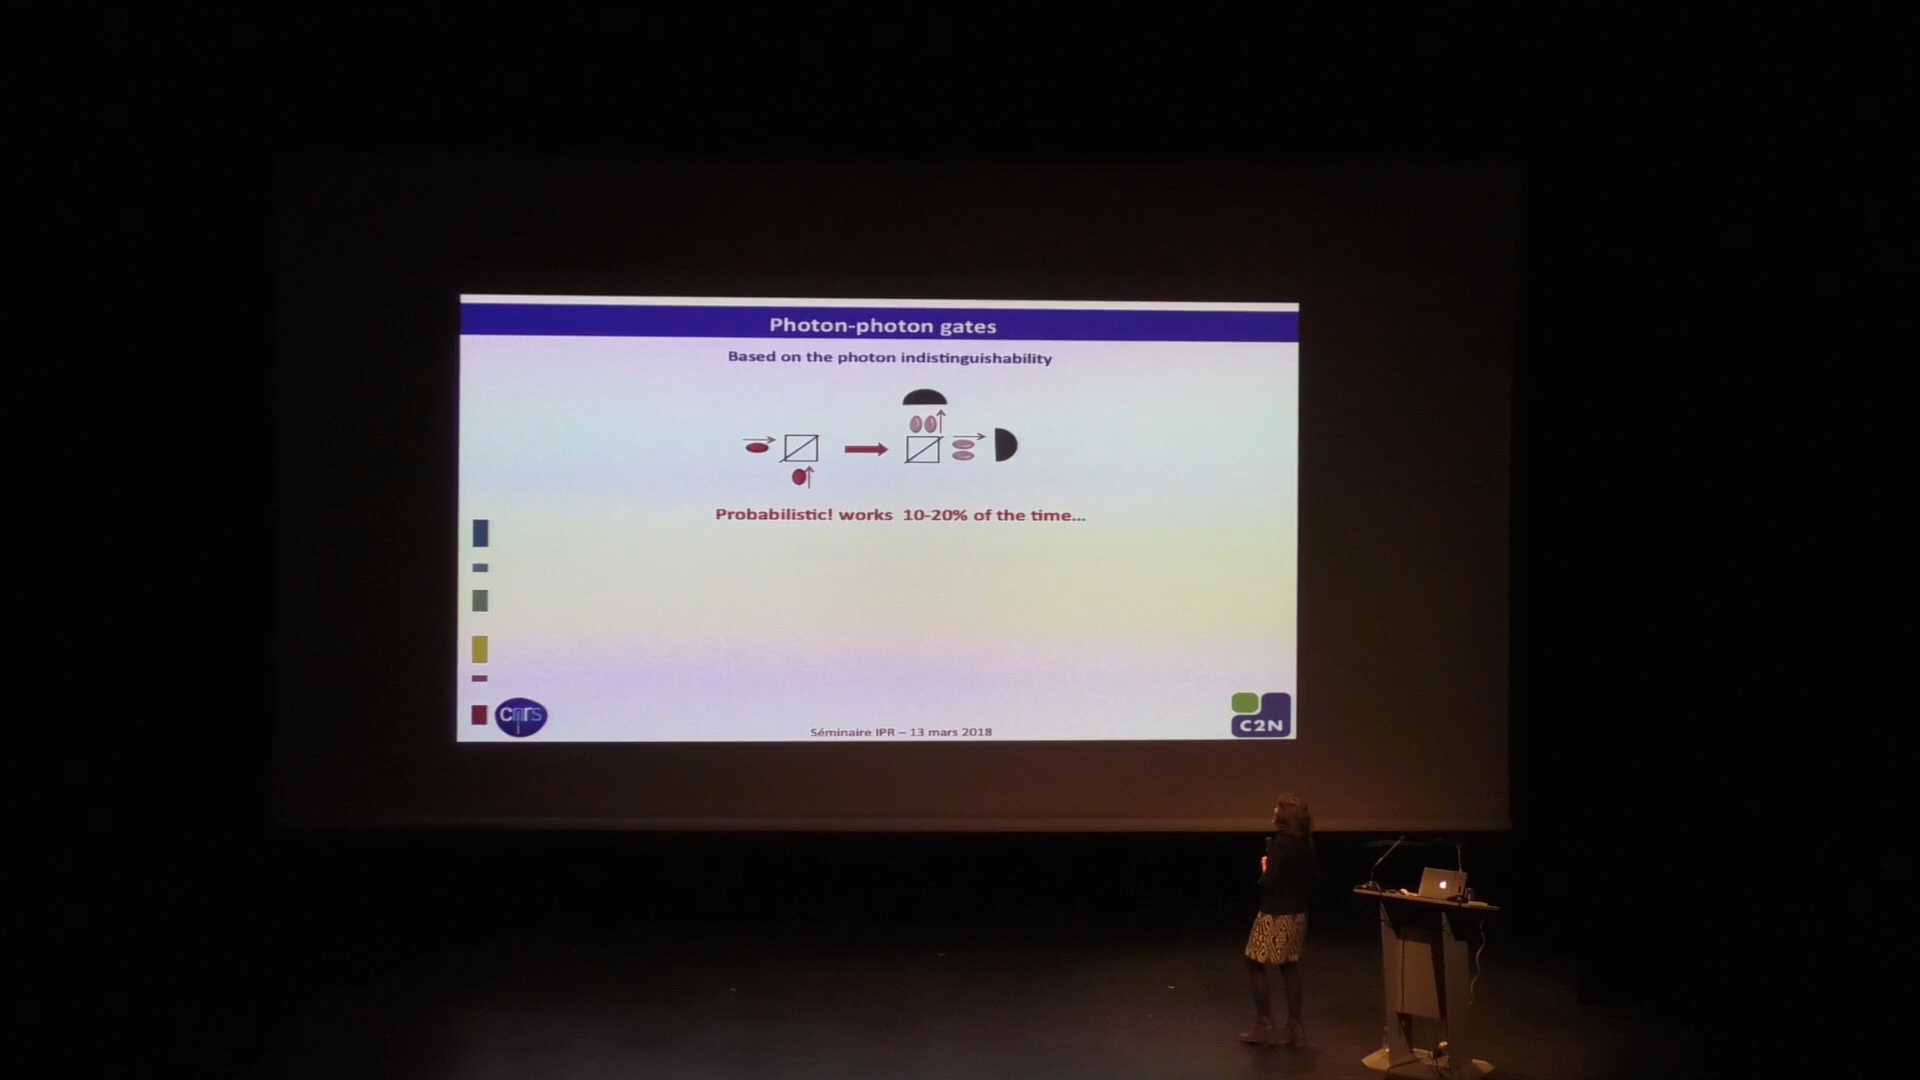 Photon-photon gates
Based on the photon indistinguishability
Probabilistic! works 10-20% of the time...
cnrs
Séminaire IPR – 13 mars 2018
C2N